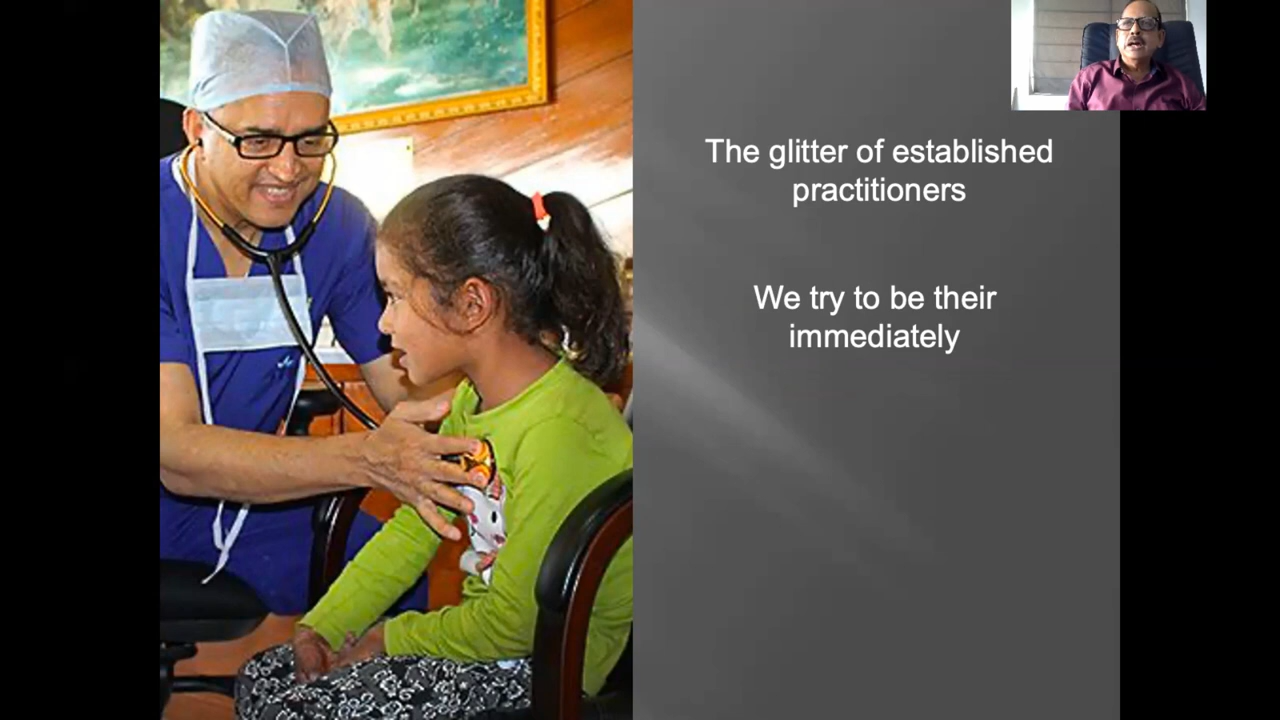 The glitter of established
practitioners
We try to be their
immediately